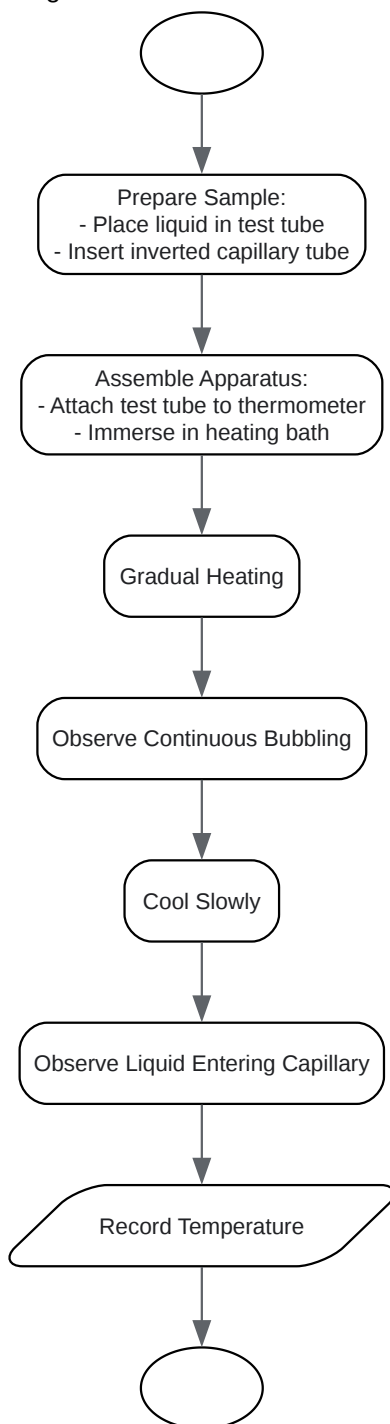 Prepare Sample:
- Place liquid in test tube
- Insert inverted capillary tube
Assemble Apparatus:
- Attach test tube to thermometer
- Immerse in heating bath
Gradual Heating
Observe Continuous Bubbling
Cool Slowly
Observe Liquid Entering Capillary
Record Temperature